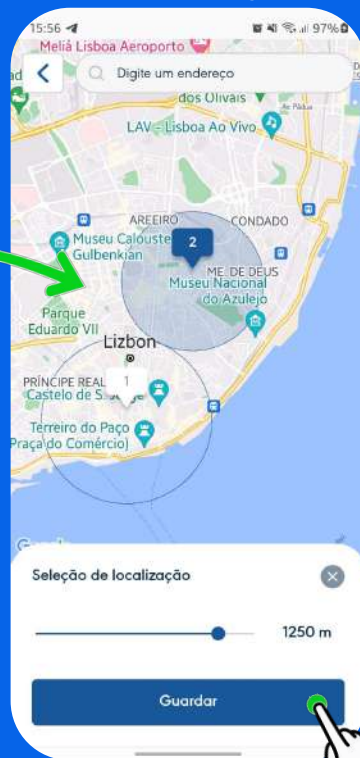 15:56
97%
Meliá Lisboa Aeroporto
Digite um endereço
dos Olivais
Av. Pádua
LAV - Lisboa Ao Vivo
AREEIRO
CONDADO
Museu Calouste
Gulbenkian
2
ME. DE DEUS
Museu Nacional
do Azulejo
Parque
Eduardo VII
Lizbon
PRÍNCIPE REAL
1
Castelo de S.
Terreiro do Paço
Praça do Comércio)
Seleção de localização
1250 m
Guardar